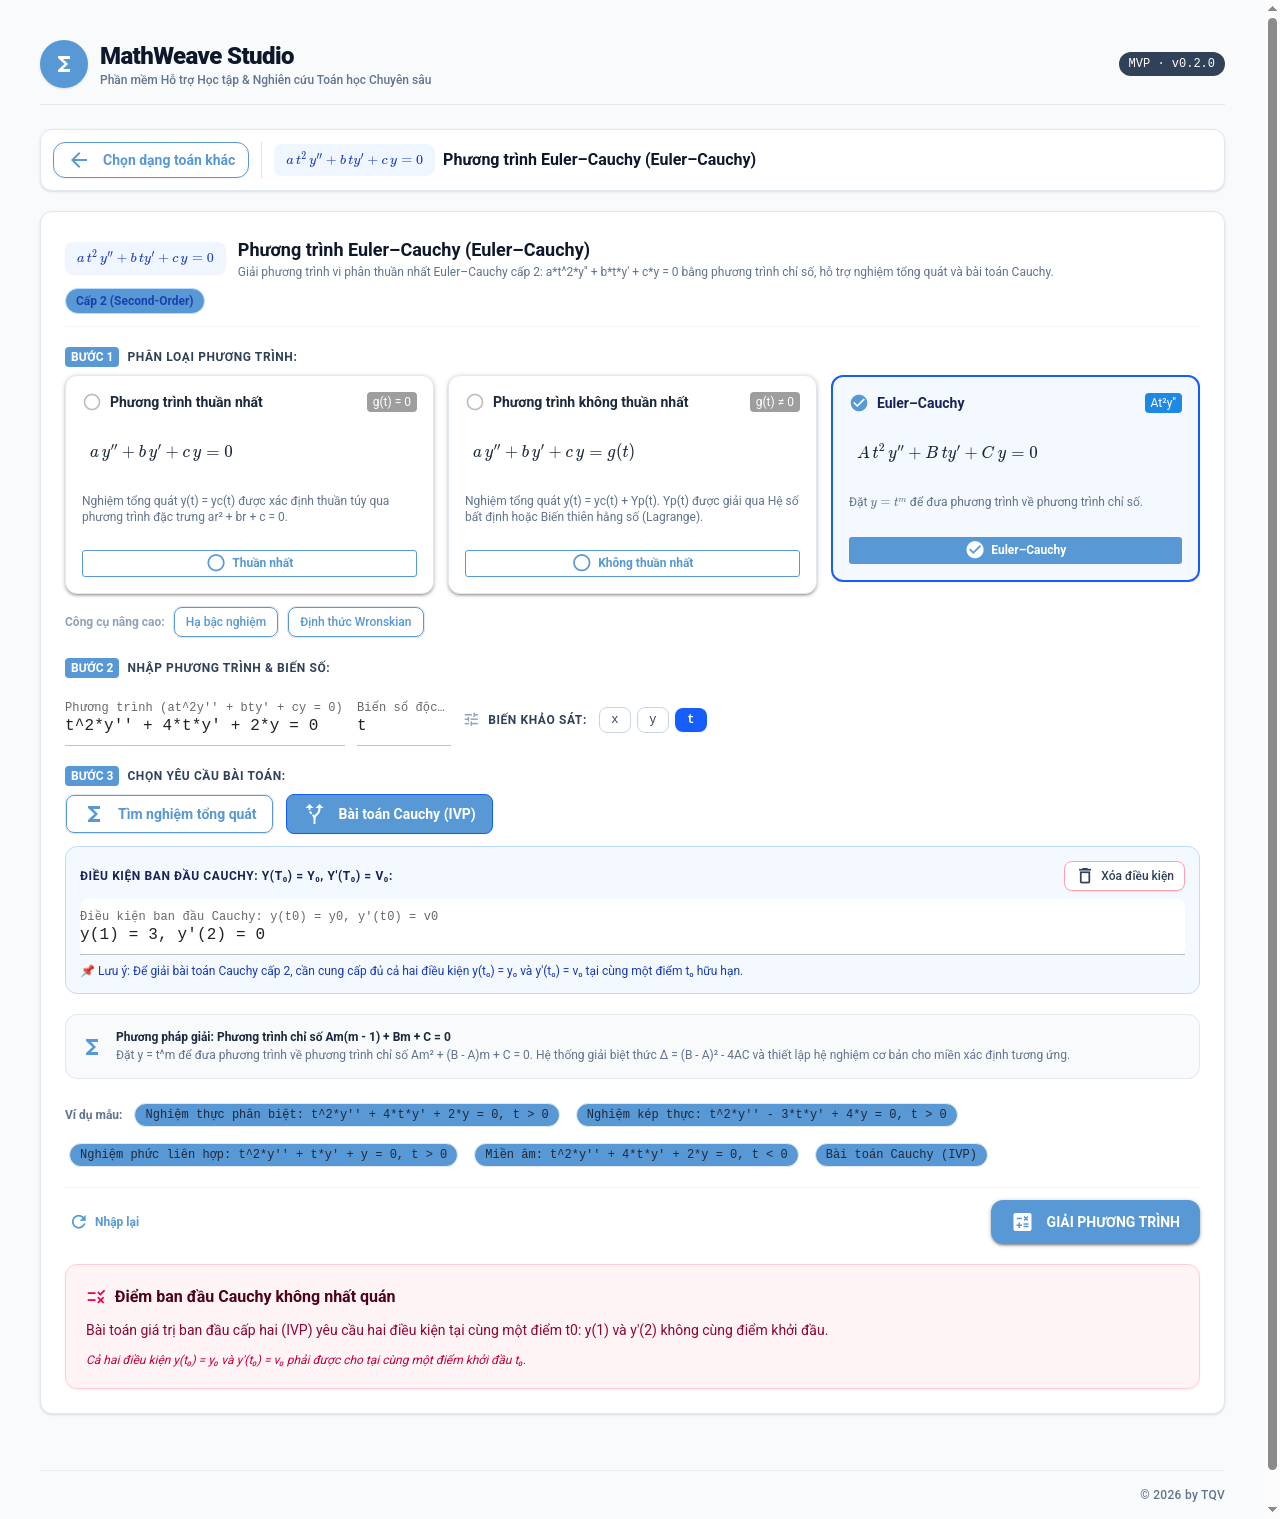 Σ
MathWeave Studio
Phần mềm Hỗ trợ Học tập & Nghiên cứu Toán học Chuyên sâu
MVP · v0.2.0
Chọn dạng toán khác
a t² y″ + b ty′ + c y = 0
Phương trình Euler–Cauchy (Euler–Cauchy)
a t² y″ + b ty′ + c y = 0
Phương trình Euler–Cauchy (Euler–Cauchy)
Giải phương trình vi phân thuần nhất Euler–Cauchy cấp 2: a*t^2*y'' + b*t*y' + c*y = 0 bằng phương trình chỉ số, hỗ trợ nghiệm tổng quát và bài toán Cauchy.
Cấp 2 (Second-Order)
BƯỚC 1 PHÂN LOẠI PHƯƠNG TRÌNH:
Phương trình thuần nhất
g(t) = 0
a y″ + b y′ + c y = 0
Nghiệm tổng quát y(t) = yc(t) được xác định thuần túy qua
phương trình đặc trưng ar² + br + c = 0.
Thuần nhất
Phương trình không thuần nhất
g(t) ≠ 0
a y″ + b y′ + c y = g(t)
Nghiệm tổng quát y(t) = yc(t) + Yp(t). Yp(t) được giải qua Hệ số
bất định hoặc Biến thiên hằng số (Lagrange).
Không thuần nhất
Euler–Cauchy
At²y''
A t² y″ + B ty′ + C y = 0
Đặt y = tᵐ để đưa phương trình về phương trình chỉ số.
Euler–Cauchy
Công cụ nâng cao: Hạ bậc nghiệm Định thức Wronskian
BƯỚC 2 NHẬP PHƯƠNG TRÌNH & BIẾN SỐ:
Phương trình (at^2y'' + bty' + cy = 0)
t^2*y'' + 4*t*y' + 2*y = 0
Biến số độc…
t
BIẾN KHẢO SÁT: x y t
BƯỚC 3 CHỌN YÊU CẦU BÀI TOÁN:
Σ Tìm nghiệm tổng quát
Bài toán Cauchy (IVP)
ĐIỀU KIỆN BAN ĐẦU CAUCHY: Y(T₀) = Y₀, Y'(T₀) = V₀:
Xóa điều kiện
Điều kiện ban đầu Cauchy: y(t0) = y0, y'(t0) = v0
y(1) = 3, y'(2) = 0
📌 Lưu ý: Để giải bài toán Cauchy cấp 2, cần cung cấp đủ cả hai điều kiện y(t₀) = y₀ và y'(t₀) = v₀ tại cùng một điểm t₀ hữu hạn.
Σ
Phương pháp giải: Phương trình chỉ số Am(m - 1) + Bm + C = 0
Đặt y = t^m để đưa phương trình về phương trình chỉ số Am² + (B - A)m + C = 0. Hệ thống giải biệt thức Δ = (B - A)² - 4AC và thiết lập hệ nghiệm cơ bản cho miền xác định tương ứng.
Ví dụ mẫu: Nghiệm thực phân biệt: t^2*y'' + 4*t*y' + 2*y = 0, t > 0 Nghiệm kép thực: t^2*y'' - 3*t*y' + 4*y = 0, t > 0
Nghiệm phức liên hợp: t^2*y'' + t*y' + y = 0, t > 0 Miền âm: t^2*y'' + 4*t*y' + 2*y = 0, t < 0 Bài toán Cauchy (IVP)
Nhập lại
GIẢI PHƯƠNG TRÌNH
Điểm ban đầu Cauchy không nhất quán
Bài toán giá trị ban đầu cấp hai (IVP) yêu cầu hai điều kiện tại cùng một điểm t0: y(1) và y'(2) không cùng điểm khởi đầu.
Cả hai điều kiện y(t₀) = y₀ và y'(t₀) = v₀ phải được cho tại cùng một điểm khởi đầu t₀.
© 2026 by TQV